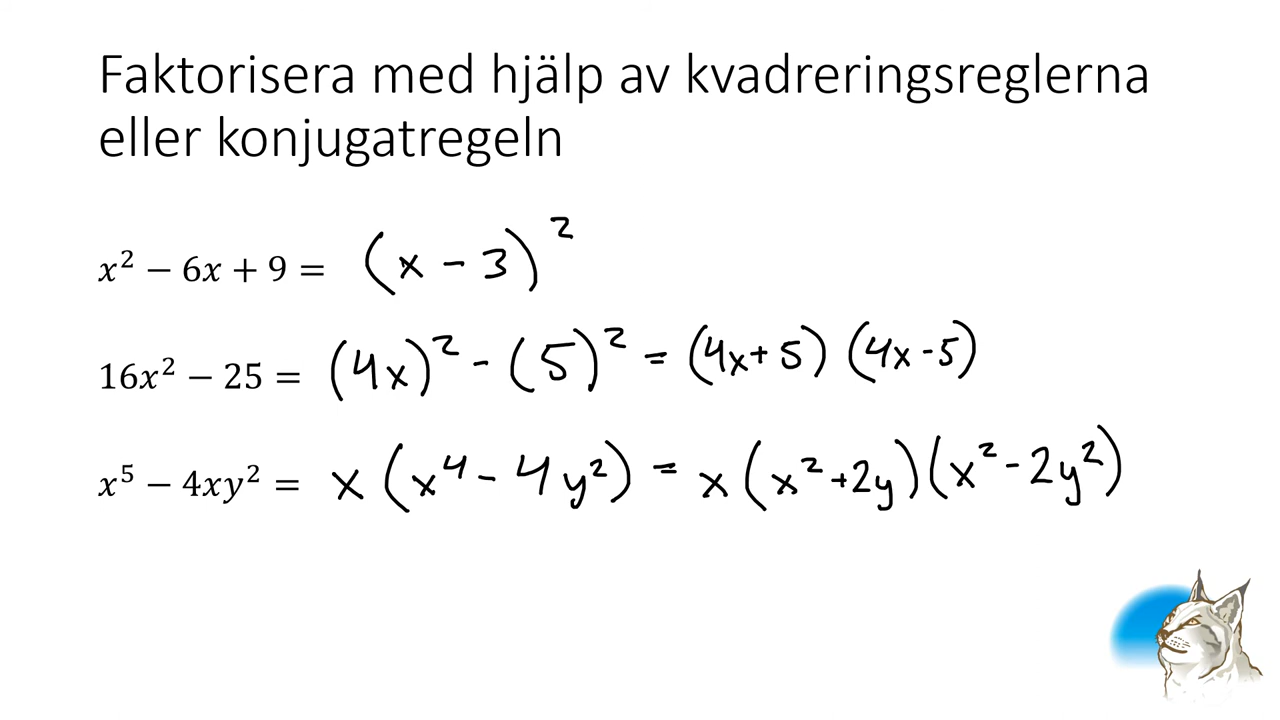 Faktorisera med hjälp av kvadreringsreglerna
eller konjugatregeln
x² − 6x + 9 = (x - 3)²
16x² − 25 = (4x)² - (5)² = (4x+5) (4x-5)
x⁵ − 4xy² = x(x⁴ - 4y²) = x(x²+2y)(x²-2y²)